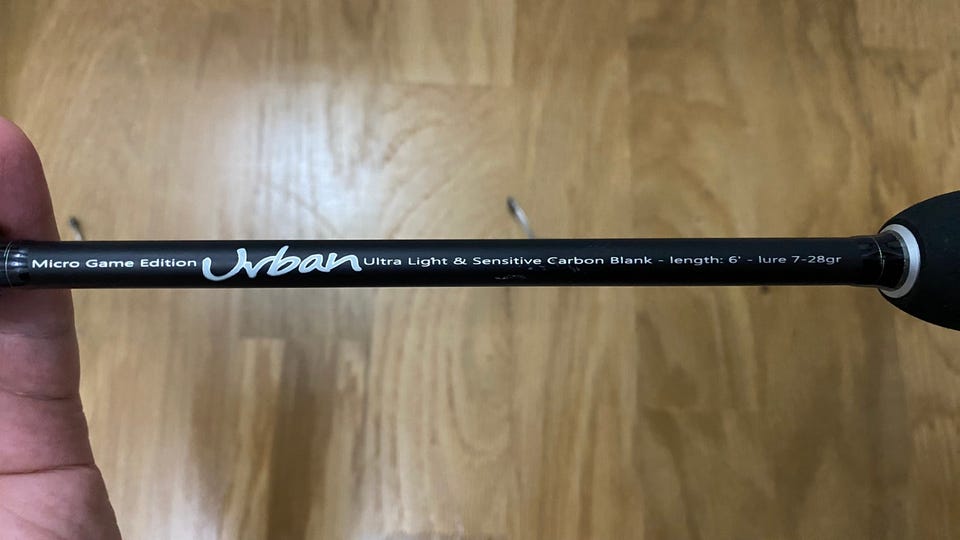 Micro Game Edition Urban Ultra Light & Sensitive Carbon Blank - length: 6' - lure 7-28gr